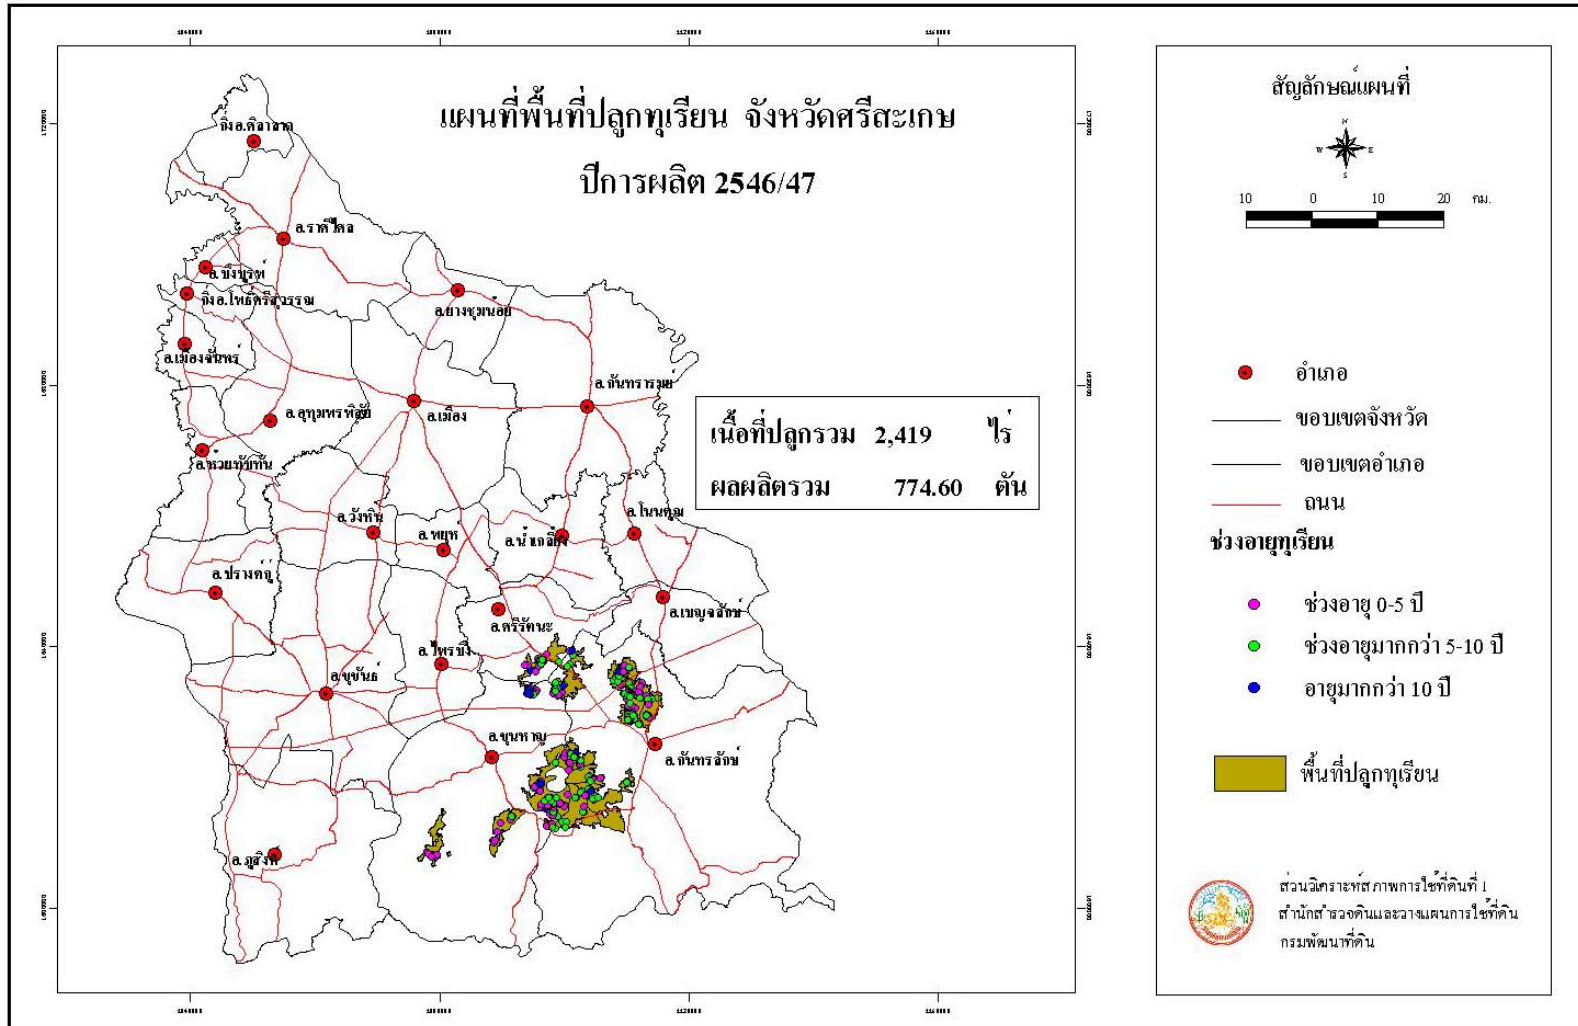 แผนที่พื้นที่ปลูกทุเรียน จังหวัดศรีสะเกษ
ปีการผลิต 2546/47
กิ่งอ.ศิลาลาด
อ.ราศีไศล
อ.บึงบูรพ์
กิ่งอ.โพธิ์ศรีสุวรรณ
อ.ยางชุมน้อย
อ.เมืองจันทร์
อ.กันทรารมย์
อ.อุทุมพรพิสัย
อ.เมือง
เนื้อที่ปลูกรวม 2,419 ไร่
ผลผลิตรวม 774.60 ตัน
อ.ห้วยทับทัน
อ.วังหิน
อ.พยุห์
อ.น้ำเกลี้ยง
อ.โนนคูณ
อ.ปรางค์กู่
อ.ศรีรัตนะ
อ.เบญจลักษ์
อ.ไพรบึง
อ.ขุขันธ์
อ.ขุนหาญ
อ.กันทรลักษ์
อ.ภูสิงห์
สัญลักษณ์แผนที่
N
W E
S
10 0 10 20 กม.
อำเภอ
ขอบเขตจังหวัด
ขอบเขตอำเภอ
ถนน
ช่วงอายุทุเรียน
ช่วงอายุ 0-5 ปี
ช่วงอายุมากกว่า 5-10 ปี
อายุมากกว่า 10 ปี
พื้นที่ปลูกทุเรียน
ส่วนวิเคราะห์สภาพการใช้ที่ดินที่ 1
สำนักสำรวจดินและวางแผนการใช้ที่ดิน
กรมพัฒนาที่ดิน